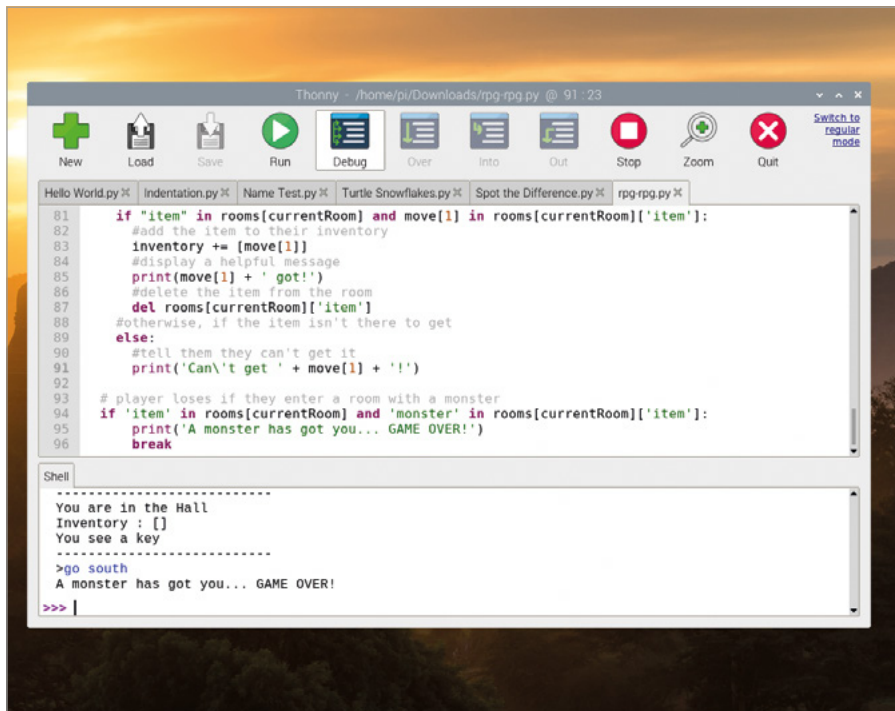 Thonny - /home/pi/Downloads/rpg-rpg.py @ 91 : 23
New Load Save Run Debug Over Into Out Stop Zoom Quit
Switch to
regular
mode
Hello World.py Indentation.py Name Test.py Turtle Snowflakes.py Spot the Difference.py rpg-rpg.py
81 if "item" in rooms[currentRoom] and move[1] in rooms[currentRoom]['item']:
82 #add the item to their inventory
83 inventory += [move[1]]
84 #display a helpful message
85 print(move[1] + ' got!')
86 #delete the item from the room
87 del rooms[currentRoom]['item']
88 #otherwise, if the item isn't there to get
89 else:
90 #tell them they can't get it
91 print('Can\'t get ' + move[1] + '!')
92
93 # player loses if they enter a room with a monster
94 if 'item' in rooms[currentRoom] and 'monster' in rooms[currentRoom]['item']:
95 print('A monster has got you... GAME OVER!')
96 break
Shell
---------------------------
You are in the Hall
Inventory : []
You see a key
---------------------------
>go south
A monster has got you... GAME OVER!
>>>